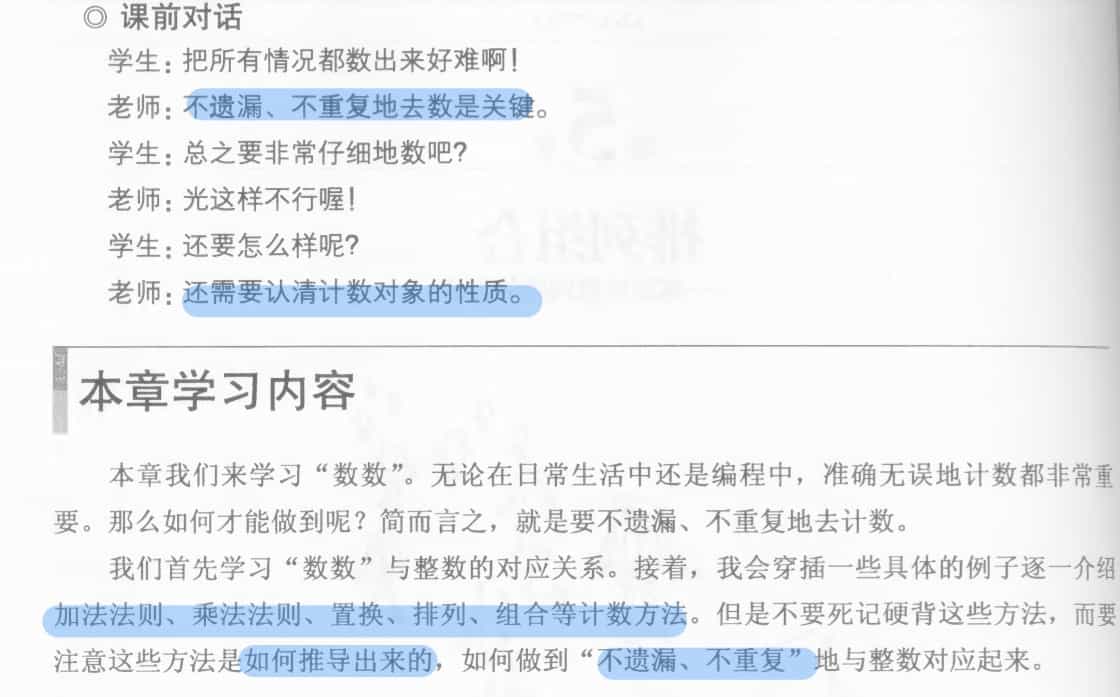 ◎ 课前对话
学生：把所有情况都数出来好难啊！
老师：不遗漏、不重复地去数是关键。
学生：总之要非常仔细地数吧？
老师：光这样不行喔！
学生：还要怎么样呢？
老师：还需要认清计数对象的性质。
本章学习内容
本章我们来学习“数数”。无论在日常生活中还是编程中，准确无误地计数都非常重
要。那么如何才能做到呢？简而言之，就是要不遗漏、不重复地去计数。
我们首先学习“数数”与整数的对应关系。接着，我会穿插一些具体的例子逐一介绍
加法法则、乘法法则、置换、排列、组合等计数方法。但是不要死记硬背这些方法，而要
注意这些方法是如何推导出来的，如何做到“不遗漏、不重复”地与整数对应起来。